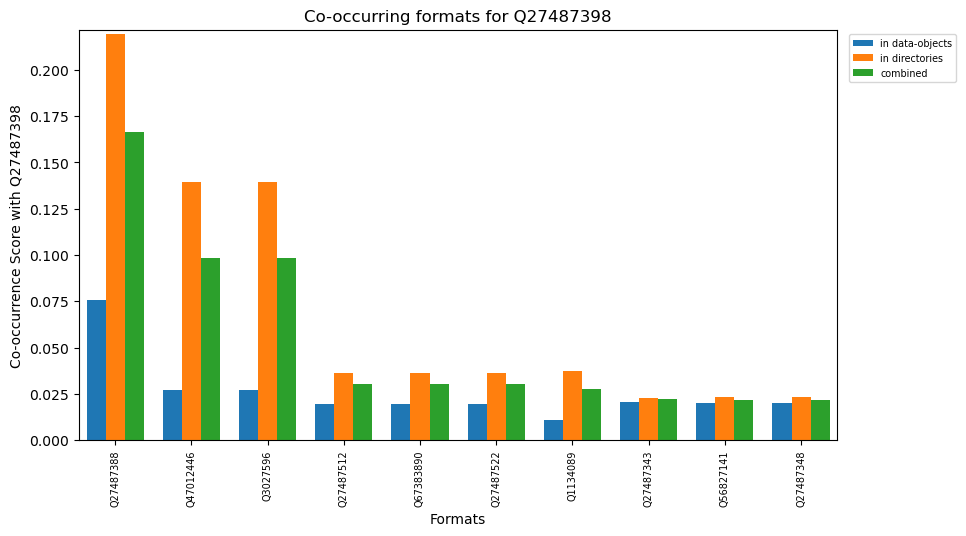 Co-occurring formats for Q27487398
Co-occurrence Score with Q27487398
0.200
0.175
0.150
0.125
0.100
0.075
0.050
0.025
0.000
Q27487388
Q47012446
Q3027596
Q27487512
Q67383890
Q27487522
Q1134089
Q27487343
Q56827141
Q27487348
Formats
in data-objects
in directories
combined